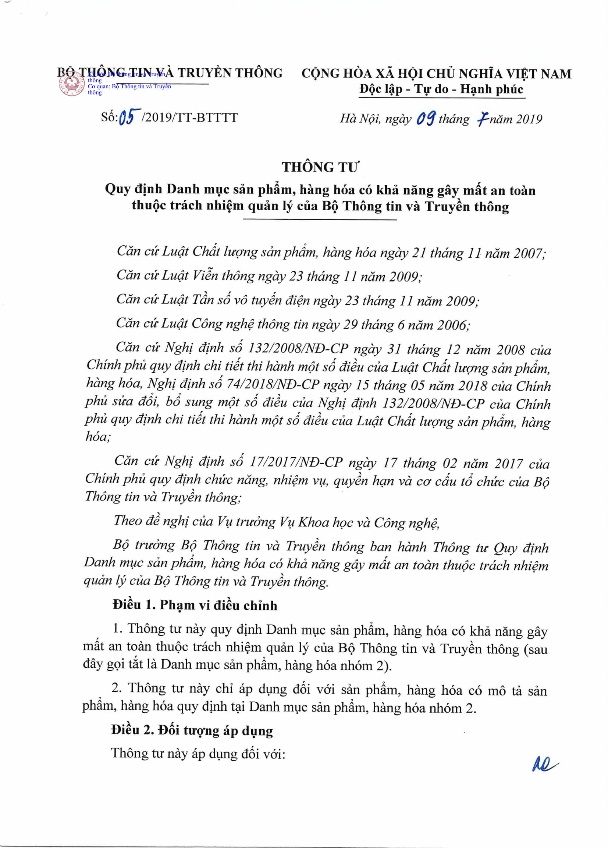 BỘ THÔNG TIN VÀ TRUYỀN THÔNG
thông
Cơ quan: Bộ Thông tin và Truyền
thông
CỘNG HÒA XÃ HỘI CHỦ NGHĨA VIỆT NAM
Độc lập - Tự do - Hạnh phúc
Số: 05 /2019/TT-BTTTT
Hà Nội, ngày 09 tháng 7 năm 2019
THÔNG TƯ
Quy định Danh mục sản phẩm, hàng hóa có khả năng gây mất an toàn
thuộc trách nhiệm quản lý của Bộ Thông tin và Truyền thông
Căn cứ Luật Chất lượng sản phẩm, hàng hóa ngày 21 tháng 11 năm 2007;
Căn cứ Luật Viễn thông ngày 23 tháng 11 năm 2009;
Căn cứ Luật Tần số vô tuyến điện ngày 23 tháng 11 năm 2009;
Căn cứ Luật Công nghệ thông tin ngày 29 tháng 6 năm 2006;
Căn cứ Nghị định số 132/2008/NĐ-CP ngày 31 tháng 12 năm 2008 của
Chính phủ quy định chi tiết thi hành một số điều của Luật Chất lượng sản phẩm,
hàng hóa, Nghị định số 74/2018/NĐ-CP ngày 15 tháng 05 năm 2018 của Chính
phủ sửa đổi, bổ sung một số điều của Nghị định 132/2008/NĐ-CP của Chính
phủ quy định chi tiết thi hành một số điều của Luật Chất lượng sản phẩm, hàng
hóa;
Căn cứ Nghị định số 17/2017/NĐ-CP ngày 17 tháng 02 năm 2017 của
Chính phủ quy định chức năng, nhiệm vụ, quyền hạn và cơ cấu tổ chức của Bộ
Thông tin và Truyền thông;
Theo đề nghị của Vụ trưởng Vụ Khoa học và Công nghệ,
Bộ trưởng Bộ Thông tin và Truyền thông ban hành Thông tư Quy định
Danh mục sản phẩm, hàng hóa có khả năng gây mất an toàn thuộc trách nhiệm
quản lý của Bộ Thông tin và Truyền thông.
Điều 1. Phạm vi điều chỉnh
1. Thông tư này quy định Danh mục sản phẩm, hàng hóa có khả năng gây
mất an toàn thuộc trách nhiệm quản lý của Bộ Thông tin và Truyền thông (sau
đây gọi tắt là Danh mục sản phẩm, hàng hóa nhóm 2).
2. Thông tư này chỉ áp dụng đối với sản phẩm, hàng hóa có mô tả sản
phẩm, hàng hóa quy định tại Danh mục sản phẩm, hàng hóa nhóm 2.
Điều 2. Đối tượng áp dụng
Thông tư này áp dụng đối với: